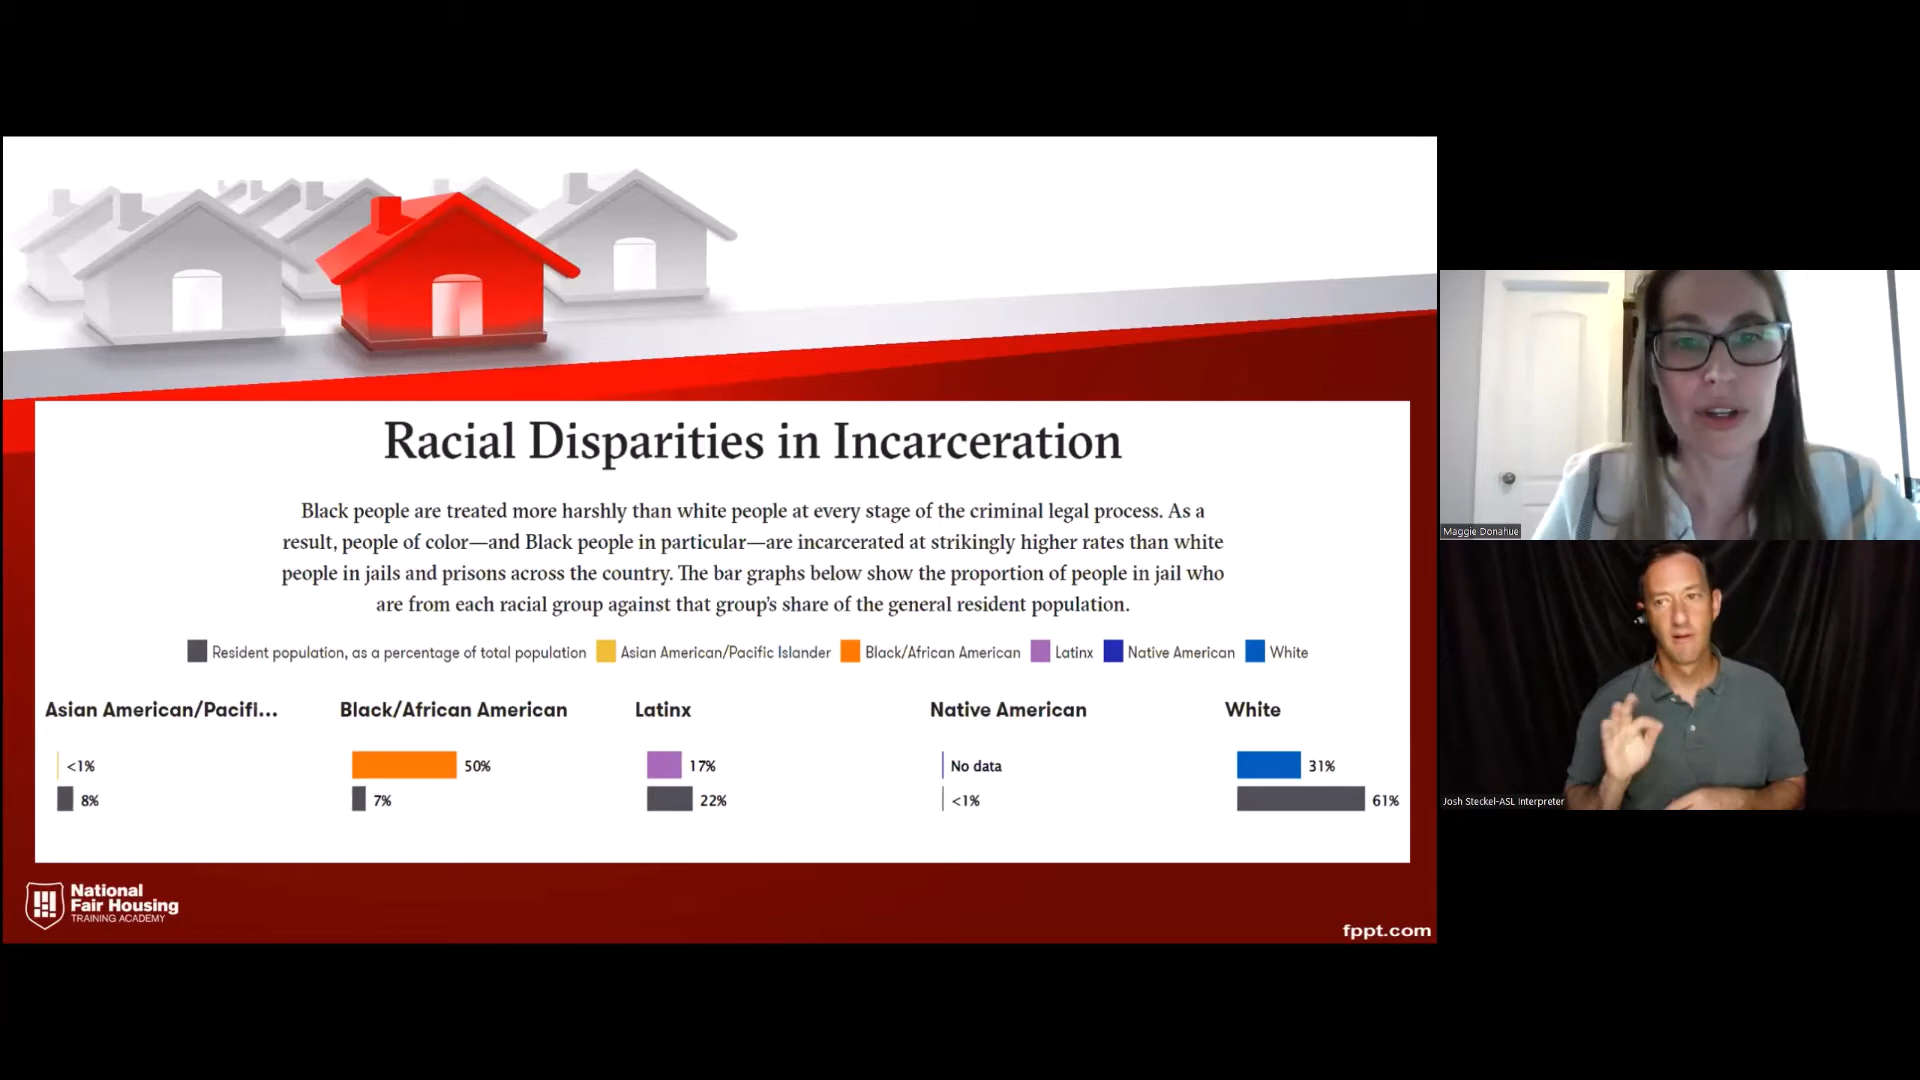 Racial Disparities in Incarceration
Black people are treated more harshly than white people at every stage of the criminal legal process. As a
result, people of color—and Black people in particular—are incarcerated at strikingly higher rates than white
people in jails and prisons across the country. The bar graphs below show the proportion of people in jail who
are from each racial group against that group's share of the general resident population.
Resident population, as a percentage of total population Asian American/Pacific Islander Black/African American Latinx Native American White
Asian American/Pacifi... Black/African American Latinx Native American White
<1% 50% 17% No data 31%
8% 7% 22% <1% 61%
National
Fair Housing
TRAINING ACADEMY
fppt.com
Maggie Donahue
Josh Steckel-ASL Interpreter